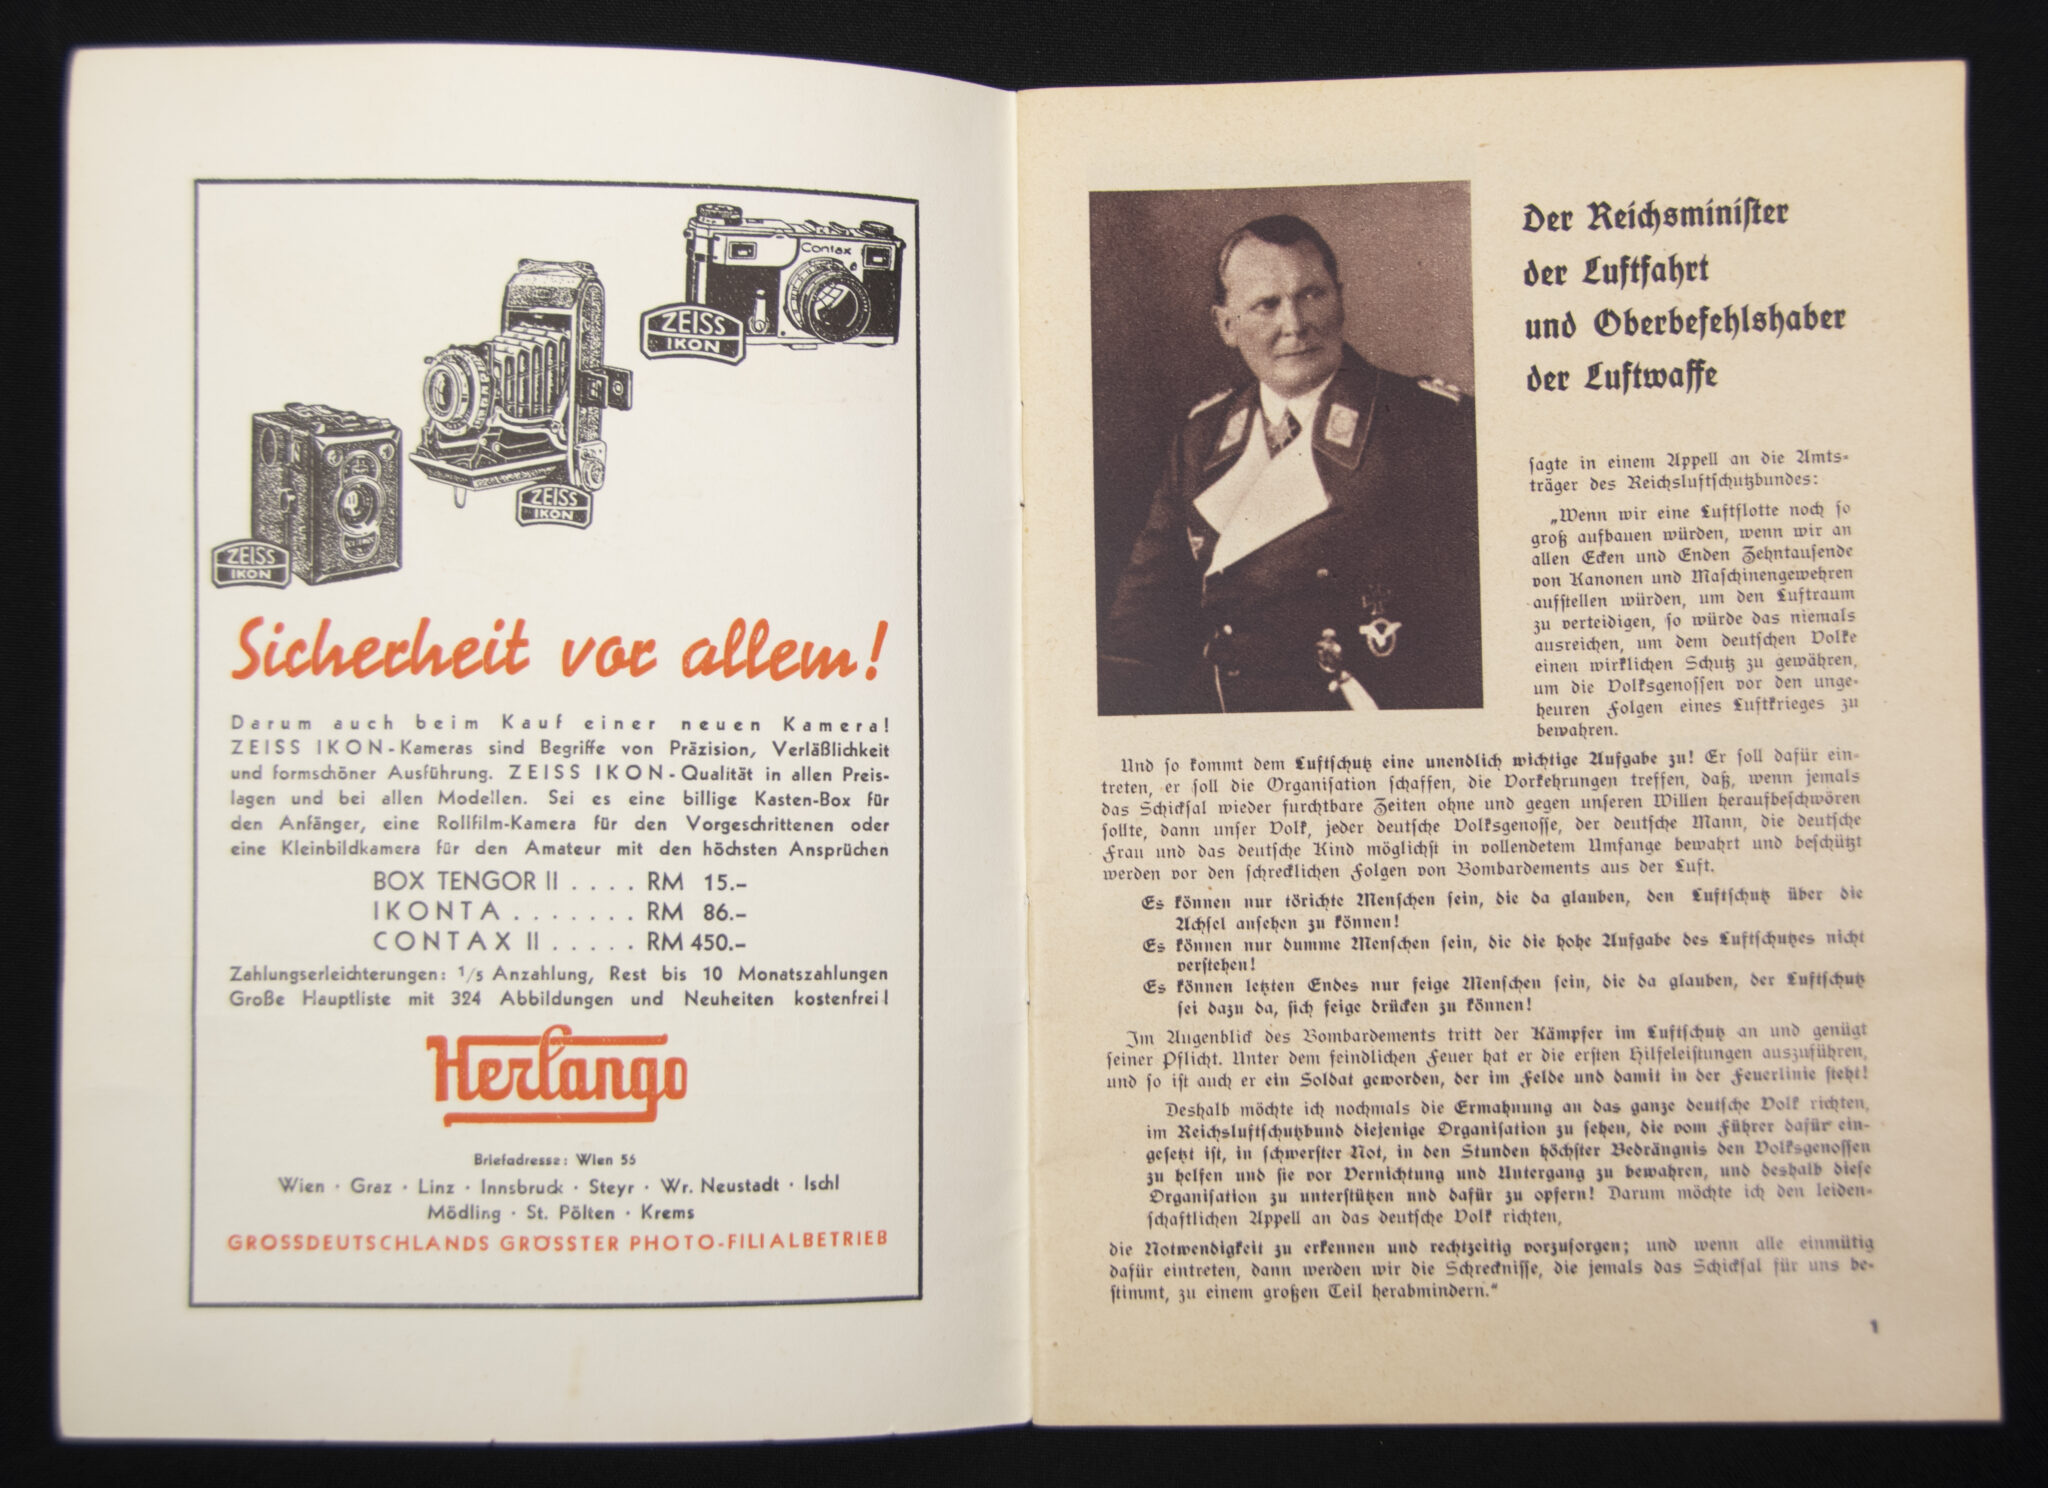 Contax
ZEISS
IKON
ZEISS
IKON
ZEISS
IKON
Sicherheit vor allem!
Darum auch beim Kauf einer neuen Kamera!
ZEISS IKON-Kameras sind Begriffe von Präzision, Verläßlichkeit
und formschöner Ausführung. ZEISS IKON-Qualität in allen Preis-
lagen und bei allen Modellen. Sei es eine billige Kasten-Box für
den Anfänger, eine Rollfilm-Kamera für den Vorgeschrittenen oder
eine Kleinbildkamera für den Amateur mit den höchsten Ansprüchen
BOX TENGOR II .... RM 15.-
IKONTA ....... RM 86.-
CONTAX II ..... RM 450.-
Zahlungserleichterungen: 1/5 Anzahlung, Rest bis 10 Monatszahlungen
Große Hauptliste mit 324 Abbildungen und Neuheiten kostenfrei!
Herlango
Briefadresse: Wien 56
Wien · Graz · Linz · Innsbruck · Steyr · Wr. Neustadt · Ischl
Mödling · St. Pölten · Krems
GROSSDEUTSCHLANDS GRÖSSTER PHOTO-FILIALBETRIEB
Der Reichsminister
der Luftfahrt
und Oberbefehlshaber
der Luftwaffe
sagte in einem Appell an die Amts-
träger des Reichsluftschutzbundes:
„Wenn wir eine Luftflotte noch so
groß aufbauen würden, wenn wir an
allen Ecken und Enden Zehntausende
von Kanonen und Maschinengewehren
aufstellen würden, um den Luftraum
zu verteidigen, so würde das niemals
ausreichen, um dem deutschen Volke
einen wirklichen Schutz zu gewähren,
um die Volksgenossen vor den unge-
heuren Folgen eines Luftkrieges zu
bewahren.
Und so kommt dem Luftschutz eine unendlich wichtige Aufgabe zu! Er soll dafür ein-
treten, er soll die Organisation schaffen, die Vorkehrungen treffen, daß, wenn jemals
das Schicksal wieder furchtbare Zeiten ohne und gegen unseren Willen heraufbeschwören
sollte, dann unser Volk, jeder deutsche Volksgenosse, der deutsche Mann, die deutsche
Frau und das deutsche Kind möglichst in vollendetem Umfange bewahrt und beschützt
werden vor den schrecklichen Folgen von Bombardements aus der Luft.
Es können nur törichte Menschen sein, die da glauben, den Luftschutz über die
Achsel ansehen zu können!
Es können nur dumme Menschen sein, die die hohe Aufgabe des Luftschutzes nicht
verstehen!
Es können letzten Endes nur feige Menschen sein, die da glauben, der Luftschutz
sei dazu da, sich feige drücken zu können!
Im Augenblick des Bombardements tritt der Kämpfer im Luftschutz an und genügt
seiner Pflicht. Unter dem feindlichen Feuer hat er die ersten Hilfeleistungen auszuführen,
und so ist auch er ein Soldat geworden, der im Felde und damit in der Feuerlinie steht!
Deshalb möchte ich nochmals die Ermahnung an das ganze deutsche Volk richten,
im Reichsluftschutzbund diejenige Organisation zu sehen, die vom Führer dafür ein-
gesetzt ist, in schwerster Not, in den Stunden höchster Bedrängnis den Volksgenossen
zu helfen und sie vor Vernichtung und Untergang zu bewahren, und deshalb diese
Organisation zu unterstützen und dafür zu opfern! Darum möchte ich den leiden-
schaftlichen Appell an das deutsche Volk richten,
die Notwendigkeit zu erkennen und rechtzeitig vorzusorgen; und wenn alle einmütig
dafür eintreten, dann werden wir die Schrecknisse, die jemals das Schicksal für uns be-
stimmt, zu einem großen Teil herabmindern.“
1